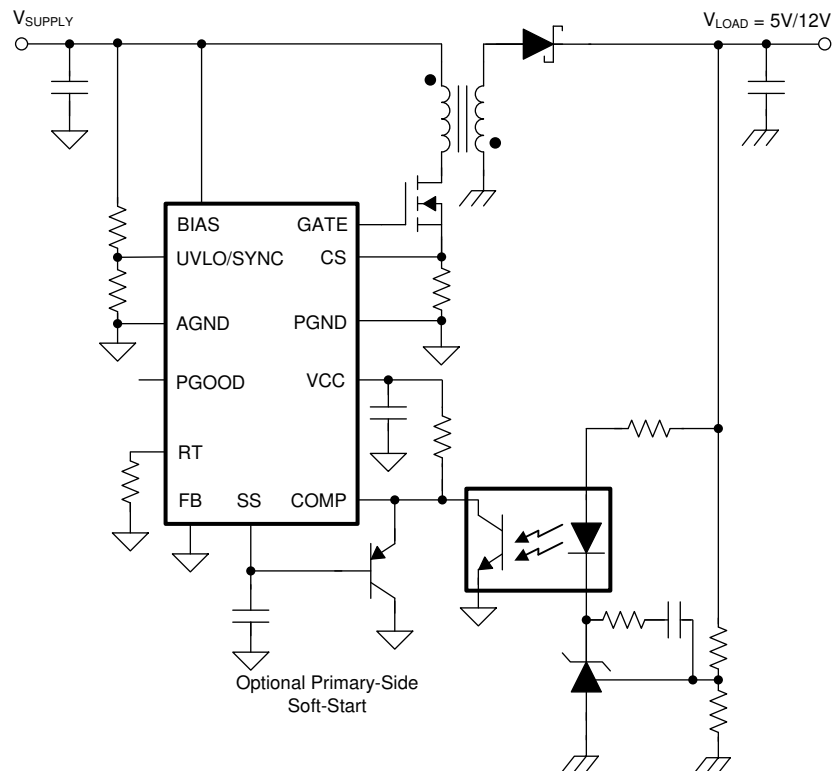 VSUPPLY
VLOAD = 5V/12V
BIAS
GATE
UVLO/SYNC
CS
AGND
PGND
PGOOD
VCC
RT
FB
SS
COMP
Optional Primary-Side
Soft-Start